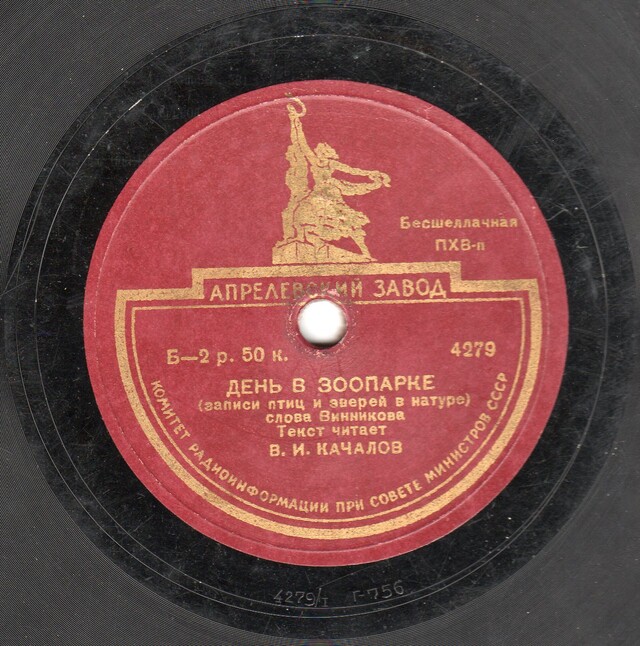 Бесшеллачная
ПХВ-п
АПРЕЛЕВСКИЙ ЗАВОД
Б—2 р. 50 к.
4279
ДЕНЬ В ЗООПАРКЕ
(записи птиц и зверей в натуре)
слова Винникова
Текст читает
В. И. КАЧАЛОВ
КОМИТЕТ РАДИОИНФОРМАЦИИ ПРИ СОВЕТЕ МИНИСТРОВ СССР
4279/1 Г-756